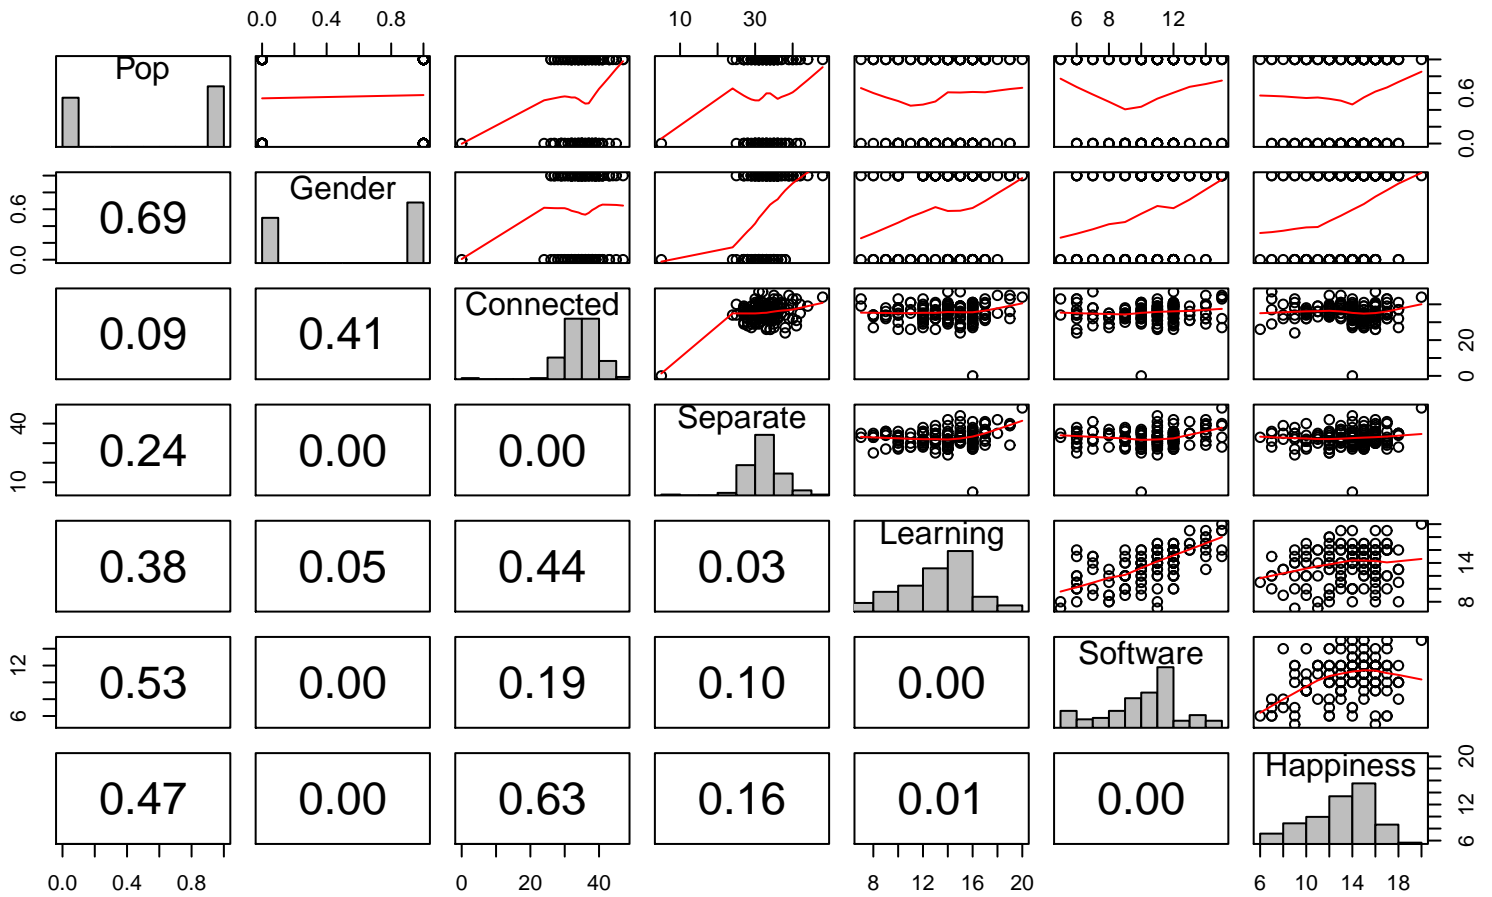 0.0 0.4 0.8 10 30 6 8 12
Pop 0.0 0.6
0.0 0.6 0.69 Gender
0.09 0.41 Connected 0 20
10 40 0.24 0.00 0.00 Separate
0.38 0.05 0.44 0.03 Learning 8 14
6 12 0.53 0.00 0.19 0.10 0.00 Software
0.47 0.00 0.63 0.16 0.01 0.00 Happiness 6 12 20
0.0 0.4 0.8 0 20 40 8 12 16 20 6 10 14 18